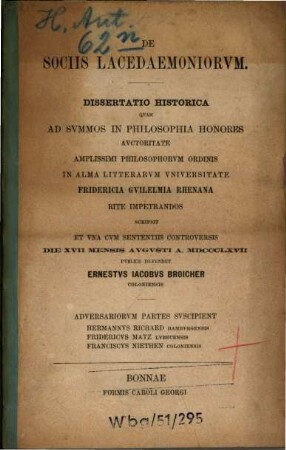 H. Ant.
62 n
DE
SOCIIS LACEDAEMONIORVM.
DISSERTATIO HISTORICA
QVAM
AD SVMMOS IN PHILOSOPHIA HONORES
AVCTORITATE
AMPLISSIMI PHILOSOPHORVM ORDINIS
IN ALMA LITTERARVM VNIVERSITATE
FRIDERICIA GVILELMIA RHENANA
RITE IMPETRANDOS
SCRIPSIT
ET VNA CVM SENTENTIIS CONTROVERSIS
DIE XVII MENSIS AVGVSTI A. MDCCCLXVII
PVBLICE DEFENDET
ERNESTVS IACOBVS BROICHER
COLONIENSIS
ADVERSARIORVM PARTES SVSCIPIENT
HERMANNVS RICHARD HAMBVRGENSIS
FRIDERICVS MATZ LVBECENSIS
FRANCISCVS NIETHEN COLONIENSIS
BONNAE
FORMIS CAROLI GEORGI
Wbg/51/295